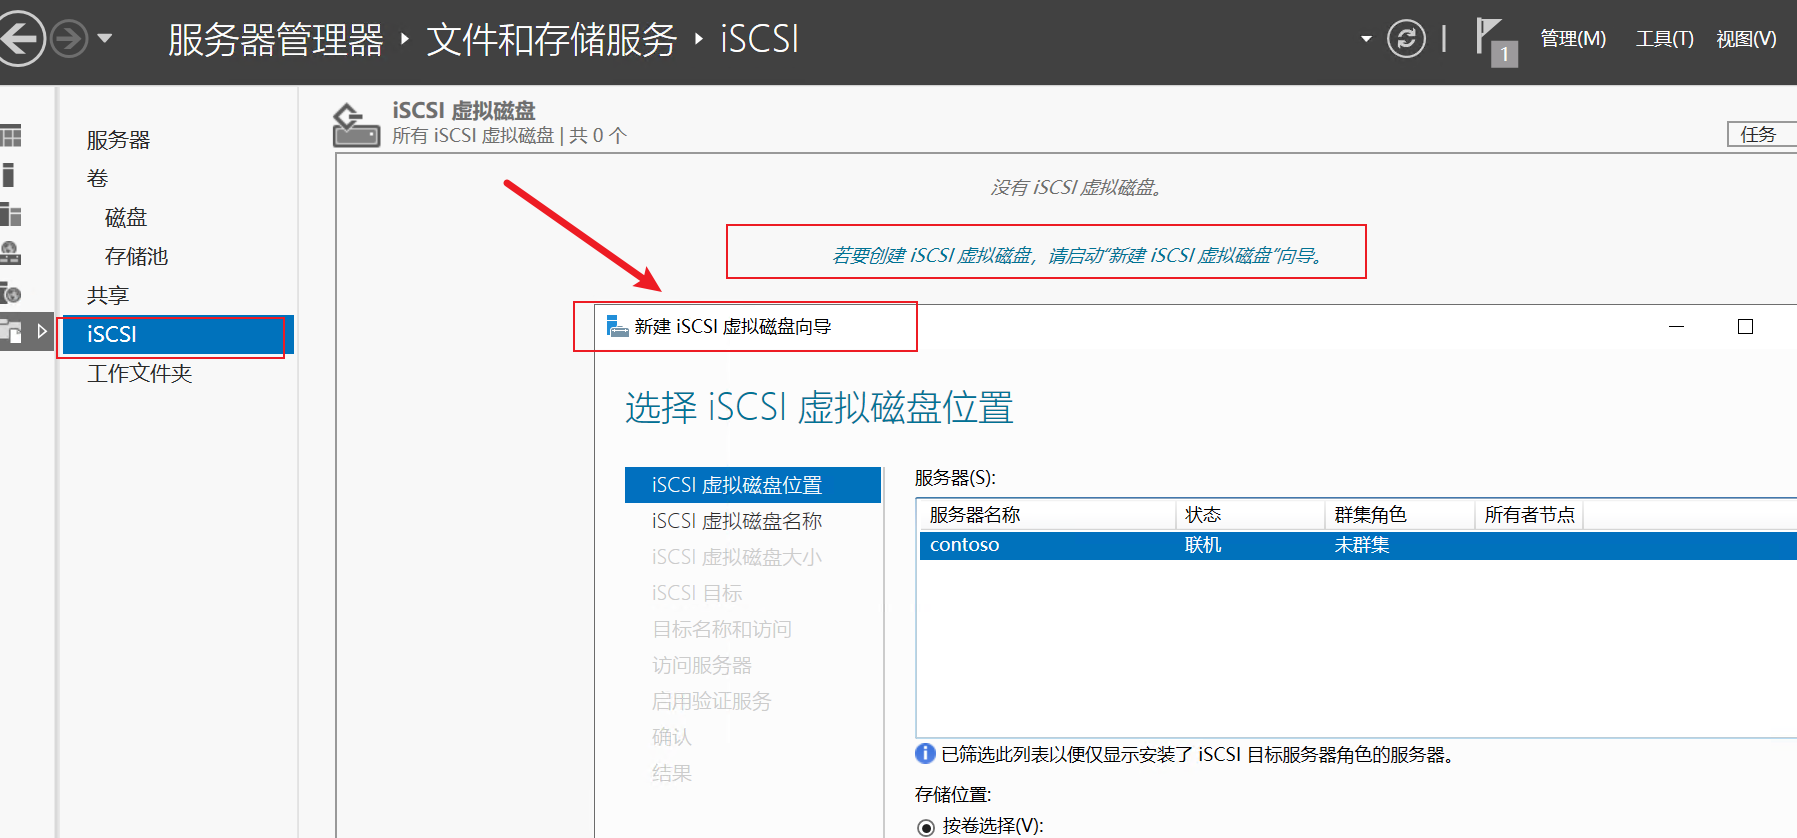 服务器管理器 ‣ 文件和存储服务 ‣ iSCSI
1
管理(M) 工具(T) 视图(V)
服务器
卷
磁盘
存储池
共享
iSCSI
工作文件夹
iSCSI 虚拟磁盘
所有 iSCSI 虚拟磁盘 | 共 0 个
任务
没有 iSCSI 虚拟磁盘。
若要创建 iSCSI 虚拟磁盘，请启动“新建 iSCSI 虚拟磁盘”向导。
新建 iSCSI 虚拟磁盘向导
选择 iSCSI 虚拟磁盘位置
iSCSI 虚拟磁盘位置
iSCSI 虚拟磁盘名称
iSCSI 虚拟磁盘大小
iSCSI 目标
目标名称和访问
访问服务器
启用验证服务
确认
结果
服务器(S):
服务器名称 状态 群集角色 所有者节点
contoso 联机 未群集
已筛选此列表以便仅显示安装了 iSCSI 目标服务器角色的服务器。
存储位置:
按卷选择(V):